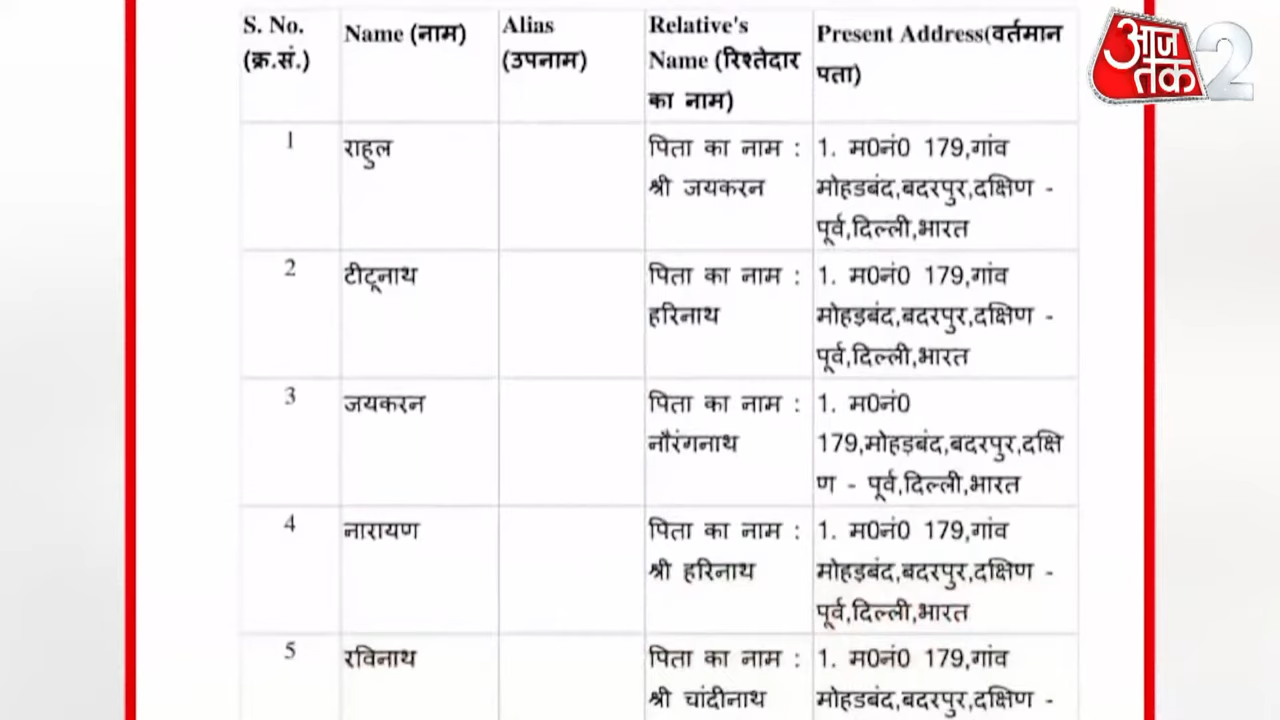 S. No.
(क्र.सं.)
Name (नाम)
Alias
(उपनाम)
Relative's
Name (रिश्तेदार
का नाम)
Present Address(वर्तमान
पता)
1
राहुल
पिता का नाम :
श्री जयकरन
1. म0नं0 179,गांव
मोहडबंद,बदरपुर,दक्षिण -
पूर्व,दिल्ली,भारत
2
टीटूनाथ
पिता का नाम :
हरिनाथ
1. म0नं0 179,गांव
मोहड़बंद,बदरपुर,दक्षिण -
पूर्व,दिल्ली,भारत
3
जयकरन
पिता का नाम :
नौरंगनाथ
1. म0नं0
179,मोहड़बंद,बदरपुर,दक्षि
ण - पूर्व,दिल्ली,भारत
4
नारायण
पिता का नाम :
श्री हरिनाथ
1. म0नं0 179,गांव
मोहड़बंद,बदरपुर,दक्षिण -
पूर्व,दिल्ली,भारत
5
रविनाथ
पिता का नाम :
श्री चांदीनाथ
1. म0नं0 179,गांव
मोहडबंद,बदरपुर,दक्षिण -
आज
तक 2